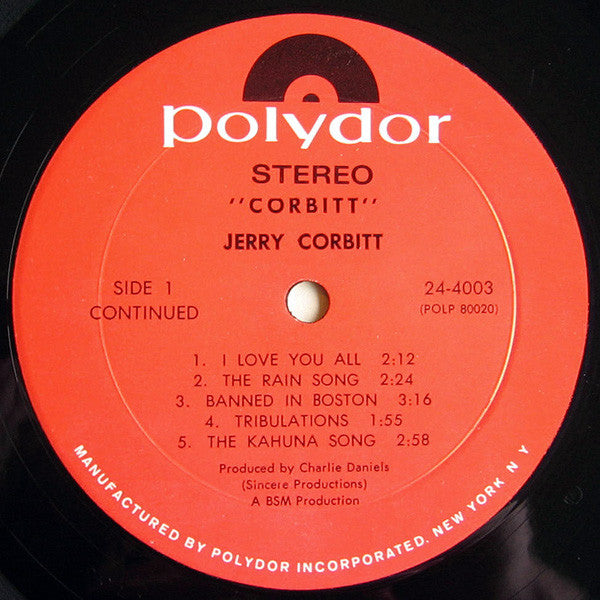 polydor
STEREO
"CORBITT"
JERRY CORBITT
SIDE 1
CONTINUED
24-4003
(POLP 80020)
1. I LOVE YOU ALL 2:12
2. THE RAIN SONG 2:24
3. BANNED IN BOSTON 3:16
4. TRIBULATIONS 1:55
5. THE KAHUNA SONG 2:58
Produced by Charlie Daniels
(Sincere Productions)
A BSM Production
MANUFACTURED BY POLYDOR INCORPORATED. NEW YORK N Y